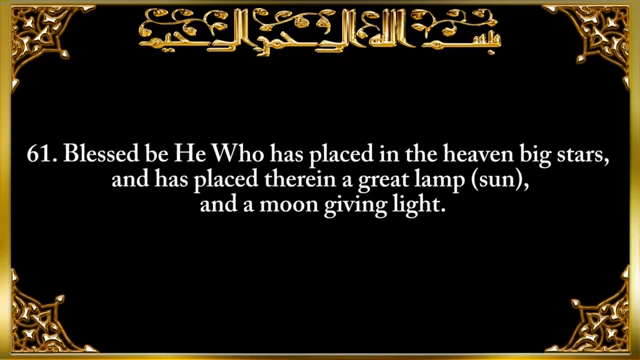 بسم الله الرحمن الرحيم
61. Blessed be He Who has placed in the heaven big stars,
and has placed therein a great lamp (sun),
and a moon giving light.